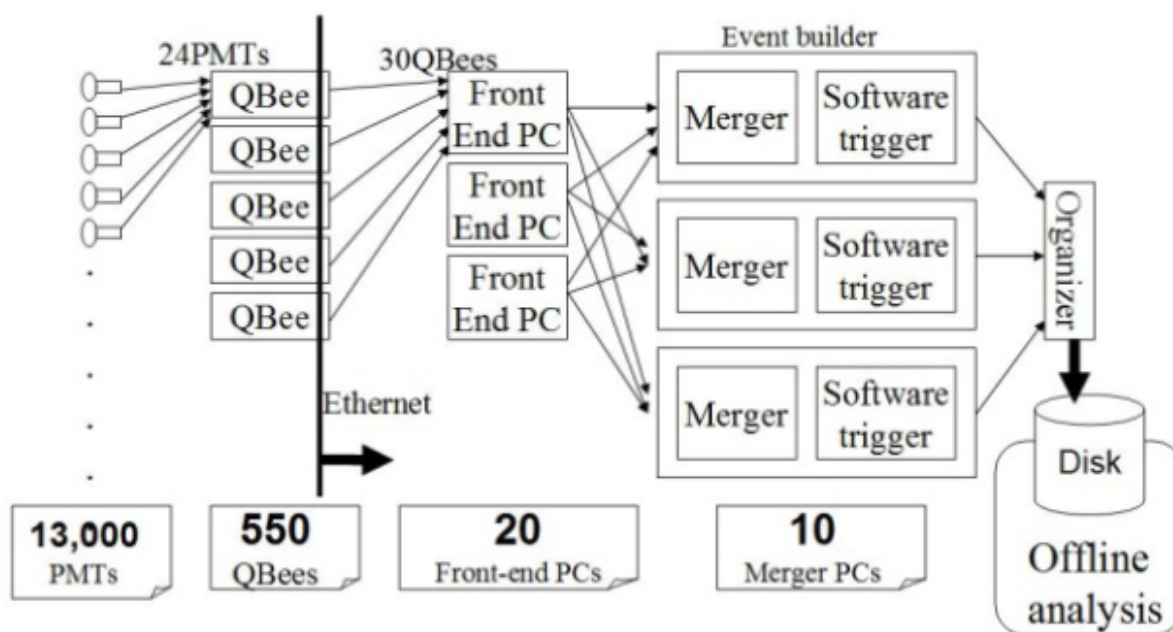 Event builder
24PMTs
30QBees
QBee
QBee
QBee
QBee
QBee
Front
End PC
Front
End PC
Front
End PC
Merger
Software
trigger
Merger
Software
trigger
Merger
Software
trigger
Organizer
Ethernet
Disk
Offline
analysis
13,000
PMTs
550
QBees
20
Front-end PCs
10
Merger PCs